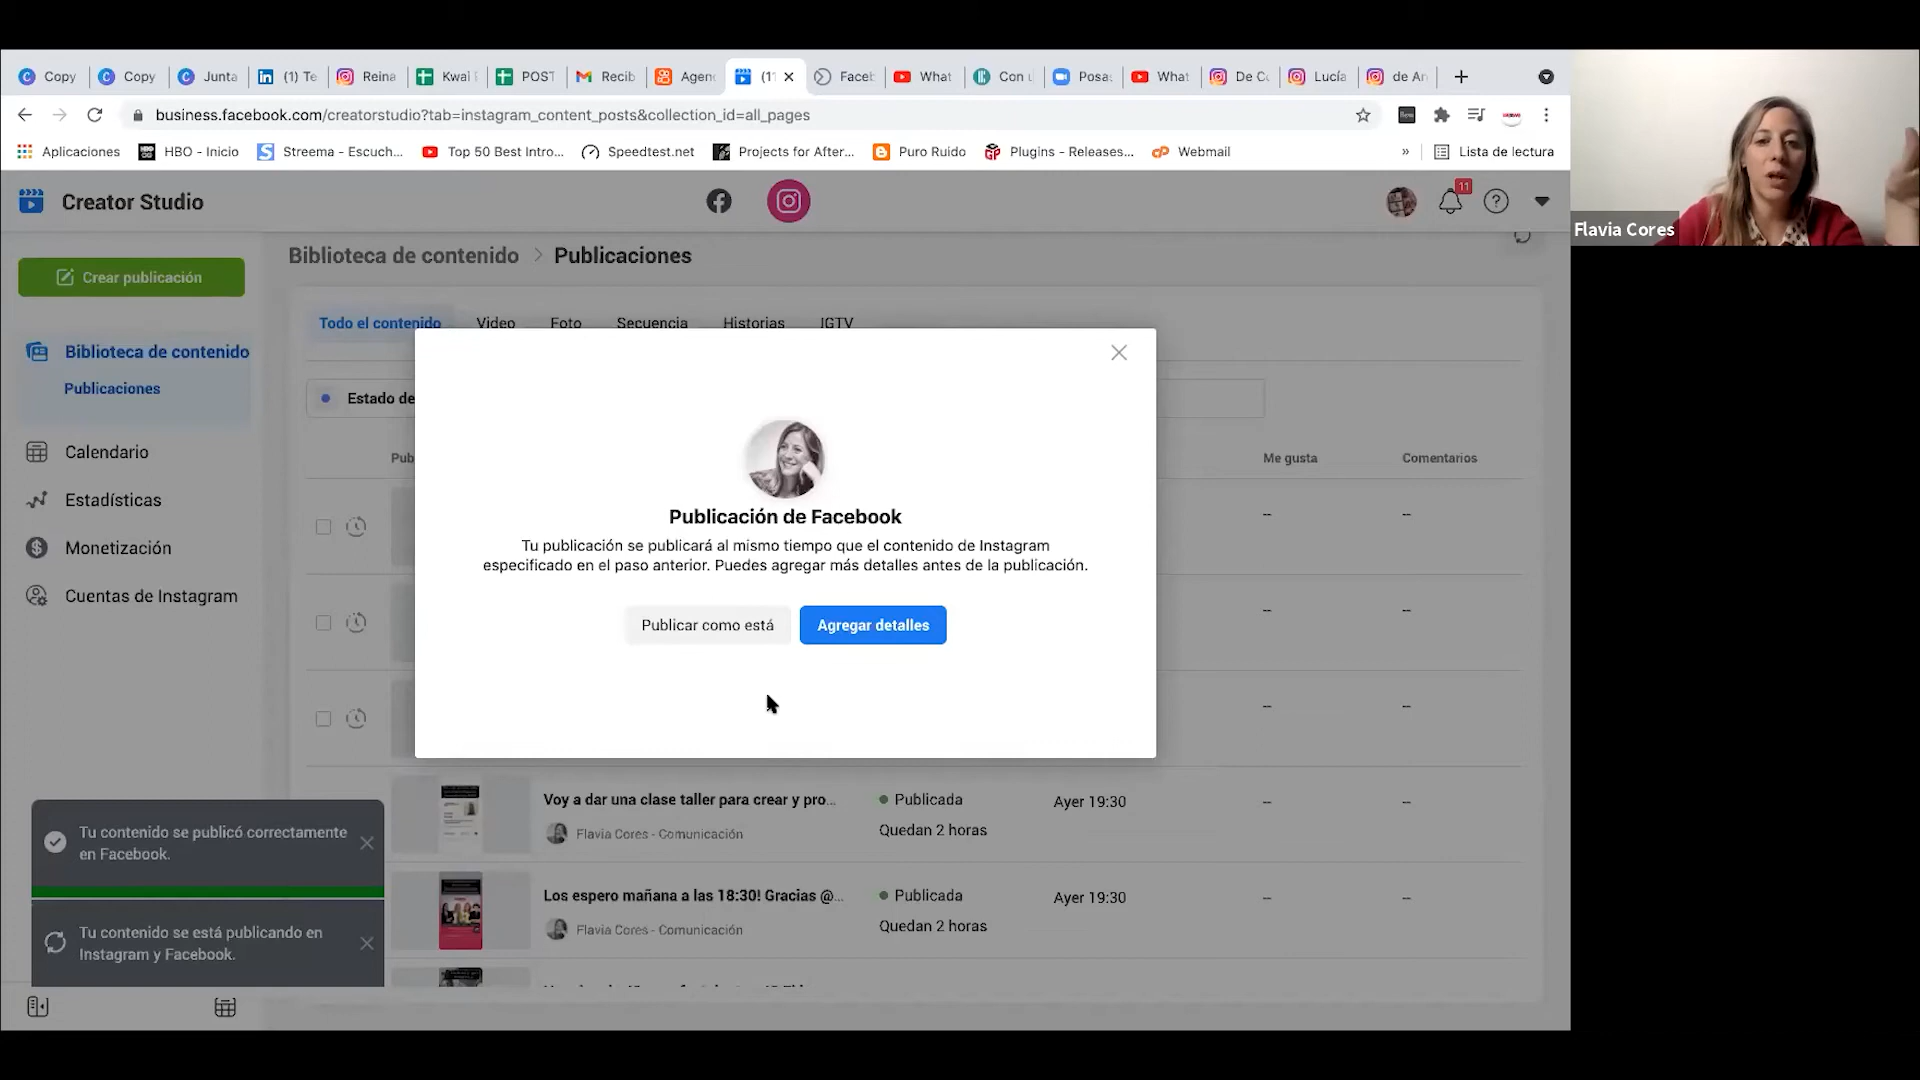 Copy
Copy
Junta
(1) Te
Reina
Kwai
POST
Recib
Agenc
(1
Faceb
What
Con
Posa
What
De C
Lucía
de An
business.facebook.com/creatorstudio?tab=instagram_content_posts&collection_id=all_pages
Aplicaciones
HBO - Inicio
Streema - Escuch...
Top 50 Best Intro...
Speedtest.net
Projects for After...
Puro Ruido
Plugins - Releases...
Webmail
»
Lista de lectura
Creator Studio
11
Flavia Cores
Crear publicación
Biblioteca de contenido > Publicaciones
Todo el contenido
Video
Foto
Secuencia
Historias
IGTV
Biblioteca de contenido
Publicaciones
Calendario
Estadísticas
Monetización
Cuentas de Instagram
Estado de
Pub
Me gusta
Comentarios
--
--
--
--
--
--
Publicación de Facebook
Tu publicación se publicará al mismo tiempo que el contenido de Instagram
especificado en el paso anterior. Puedes agregar más detalles antes de la publicación.
Publicar como está
Agregar detalles
Voy a dar una clase taller para crear y pro...
Flavia Cores - Comunicación
Publicada
Quedan 2 horas
Ayer 19:30
--
--
Los espero mañana a las 18:30! Gracias @...
Flavia Cores - Comunicación
Publicada
Quedan 2 horas
Ayer 19:30
--
--
Tu contenido se publicó correctamente
en Facebook.
Tu contenido se está publicando en
Instagram y Facebook.